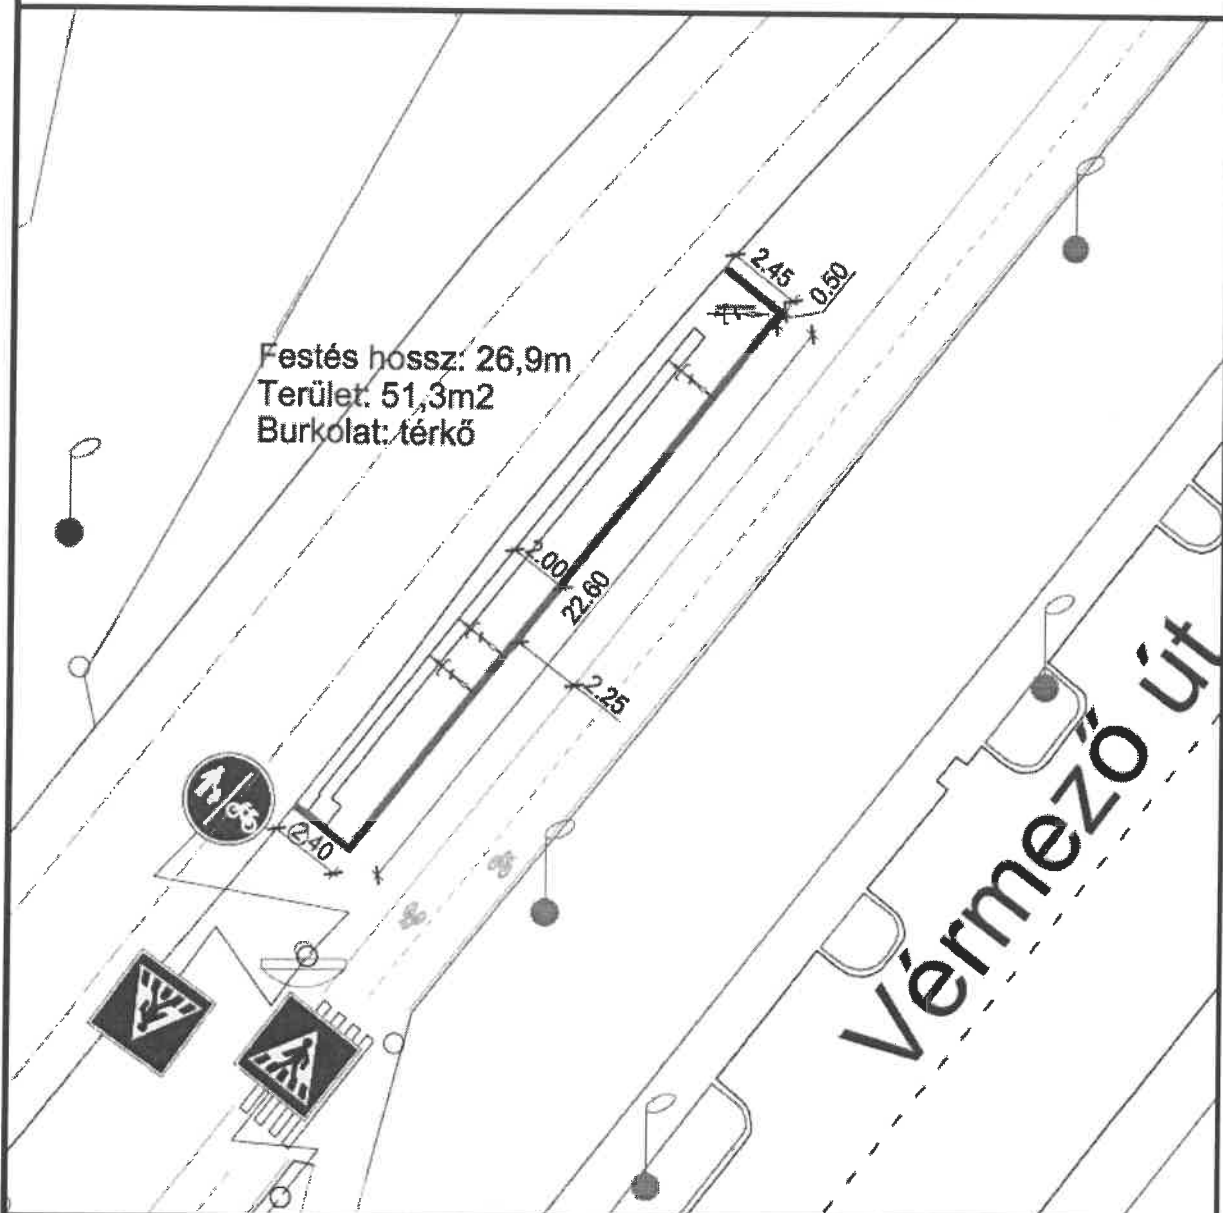 2.45
0.50
Festés hossz: 26,9m
Terület: 51,3m2
Burkolat: térkő
2.00
22.60
2.25
2.40
Vérmező út